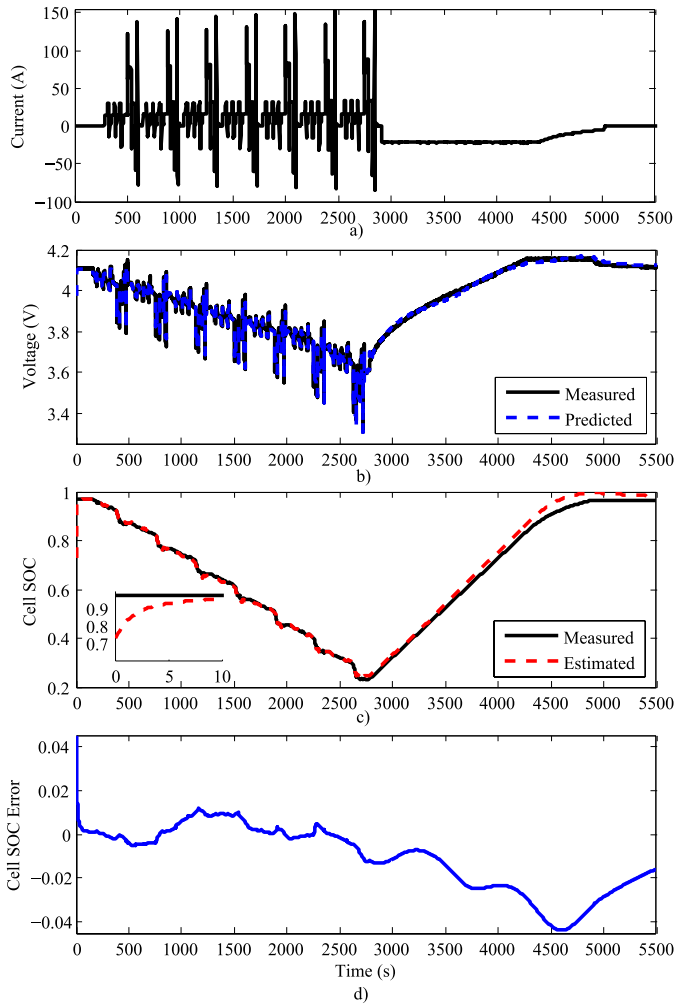 150
100
50
0
−50
−100
Current (A)
0 500 1000 1500 2000 2500 3000 3500 4000 4500 5000 5500
a)
4.2
4
3.8
3.6
3.4
Voltage (V)
Measured
Predicted
0 500 1000 1500 2000 2500 3000 3500 4000 4500 5000 5500
b)
1
0.8
0.6
0.4
0.2
Cell SOC
0.9
0.8
0.7
0 5 10
Measured
Estimated
0 500 1000 1500 2000 2500 3000 3500 4000 4500 5000 5500
c)
0.04
0.02
0
−0.02
−0.04
Cell SOC Error
0 500 1000 1500 2000 2500 3000 3500 4000 4500 5000 5500
Time (s)
d)